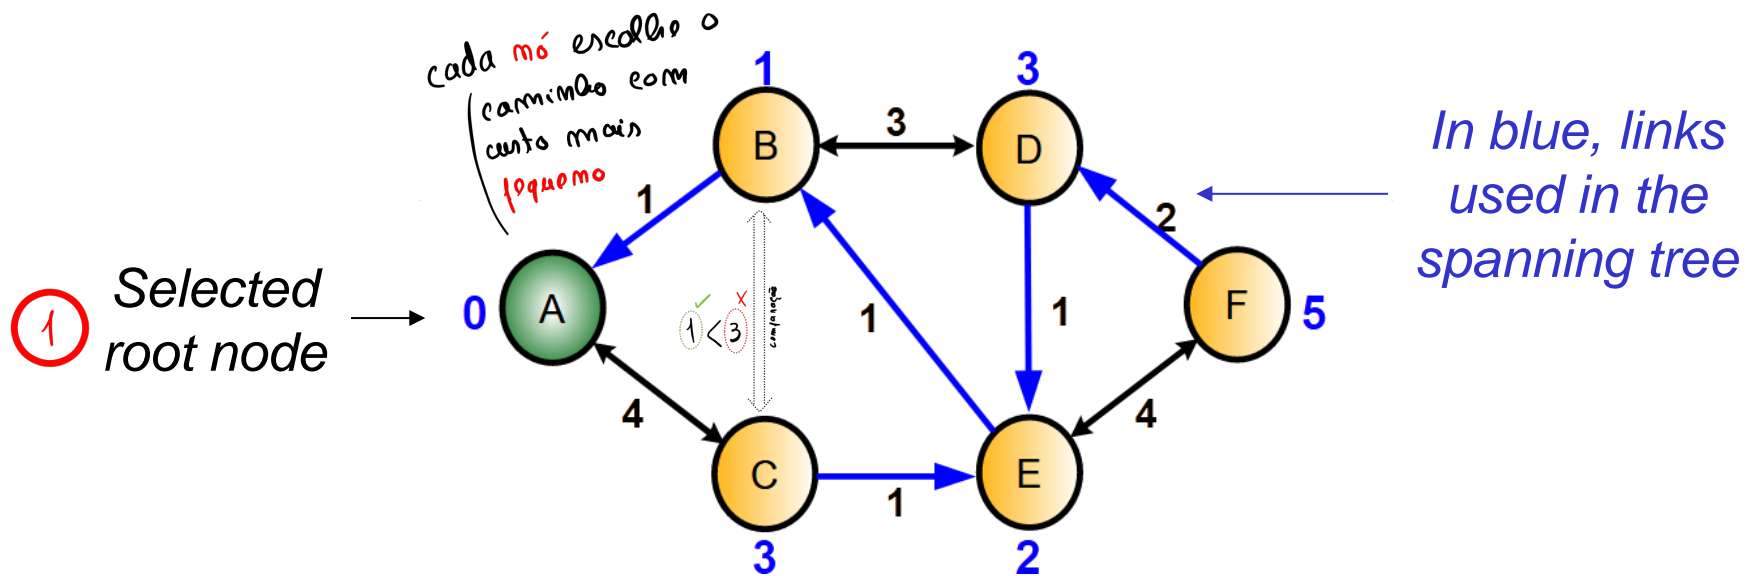 cada nó escolhe o
caminho com
custo mais
pequeno
1
3
B
3
D
In blue, links
used in the
spanning tree
1
2
1
Selected
root node
0
A
1 < 3
comparação
1
1
F
5
4
4
C
1
E
3
2